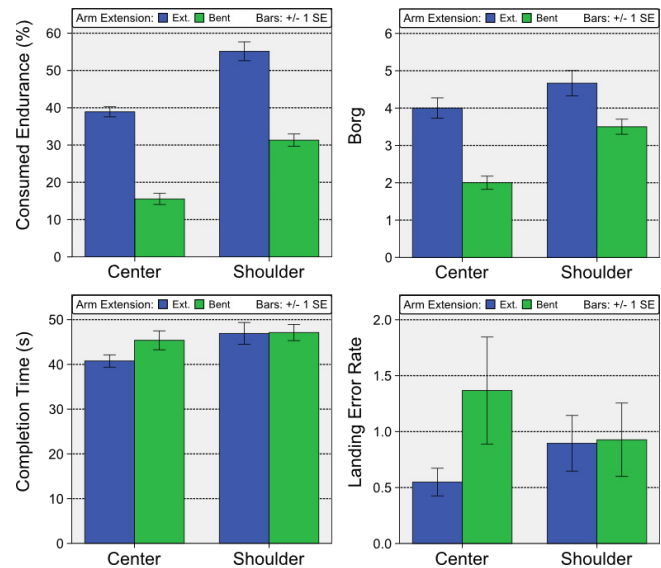 Arm Extension: Ext. Bent Bars: +/- 1 SE
Consumed Endurance (%)
60
50
40
30
20
10
0
Center Shoulder
Arm Extension: Ext. Bent Bars: +/- 1 SE
Borg
6
5
4
3
2
1
0
Center Shoulder
Arm Extension: Ext. Bent Bars: +/- 1 SE
Completion Time (s)
50
40
30
20
10
0
Center Shoulder
Arm Extension: Ext. Bent Bars: +/- 1 SE
Landing Error Rate
2.0
1.5
1.0
0.5
0.0
Center Shoulder